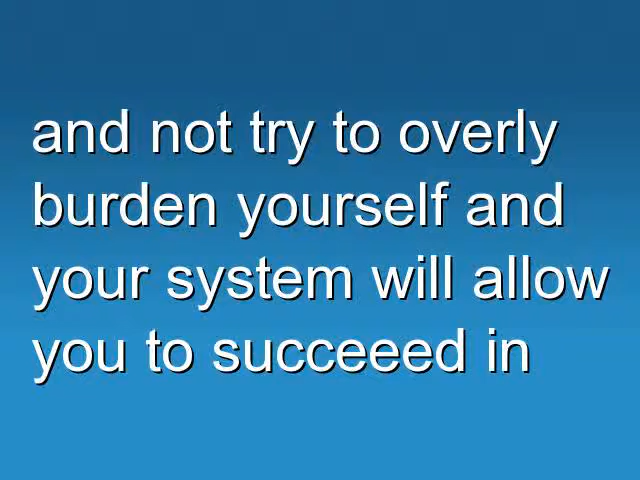 and not try to overly
burden yourself and
your system will allow
you to succeeed in